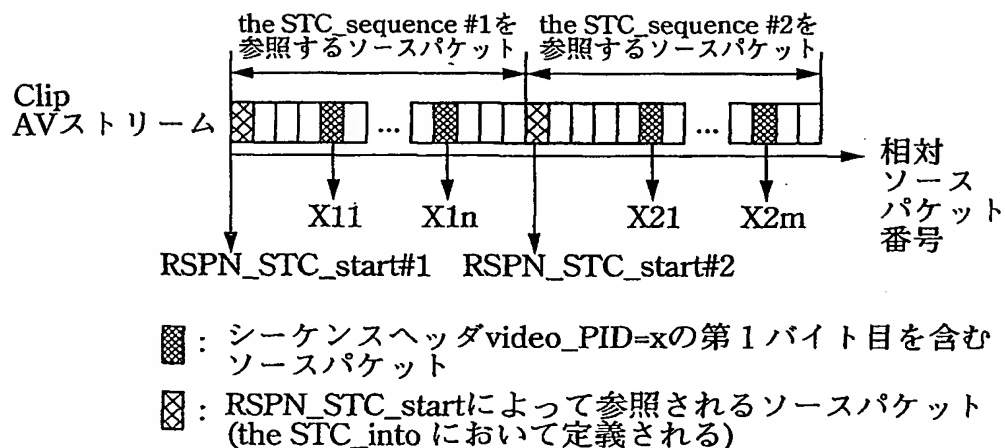 the STC_sequence #1を
参照するソースパケット
the STC_sequence #2を
参照するソースパケット
Clip
AVストリーム
...
...
相対
ソース
パケット
番号
X11
X1n
X21
X2m
RSPN_STC_start#1
RSPN_STC_start#2
: シーケンスヘッダvideo_PID=xの第1バイト目を含む
ソースパケット
: RSPN_STC_startによって参照されるソースパケット
(the STC_into において定義される)